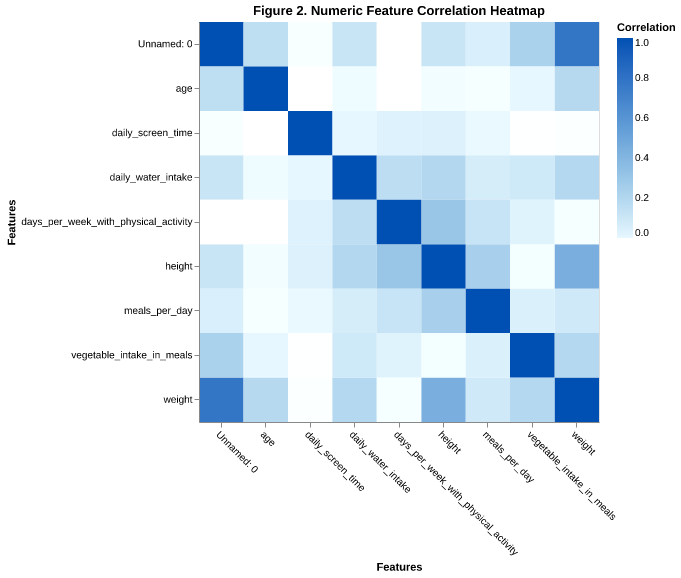 Figure 2. Numeric Feature Correlation Heatmap
Correlation
1.0
0.8
0.6
0.4
0.2
0.0
Features
Unnamed: 0
age
daily_screen_time
daily_water_intake
days_per_week_with_physical_activity
height
meals_per_day
vegetable_intake_in_meals
weight
Unnamed: 0
age
daily_screen_time
daily_water_intake
days_per_week_with_physical_activity
height
meals_per_day
vegetable_intake_in_meals
weight
Features